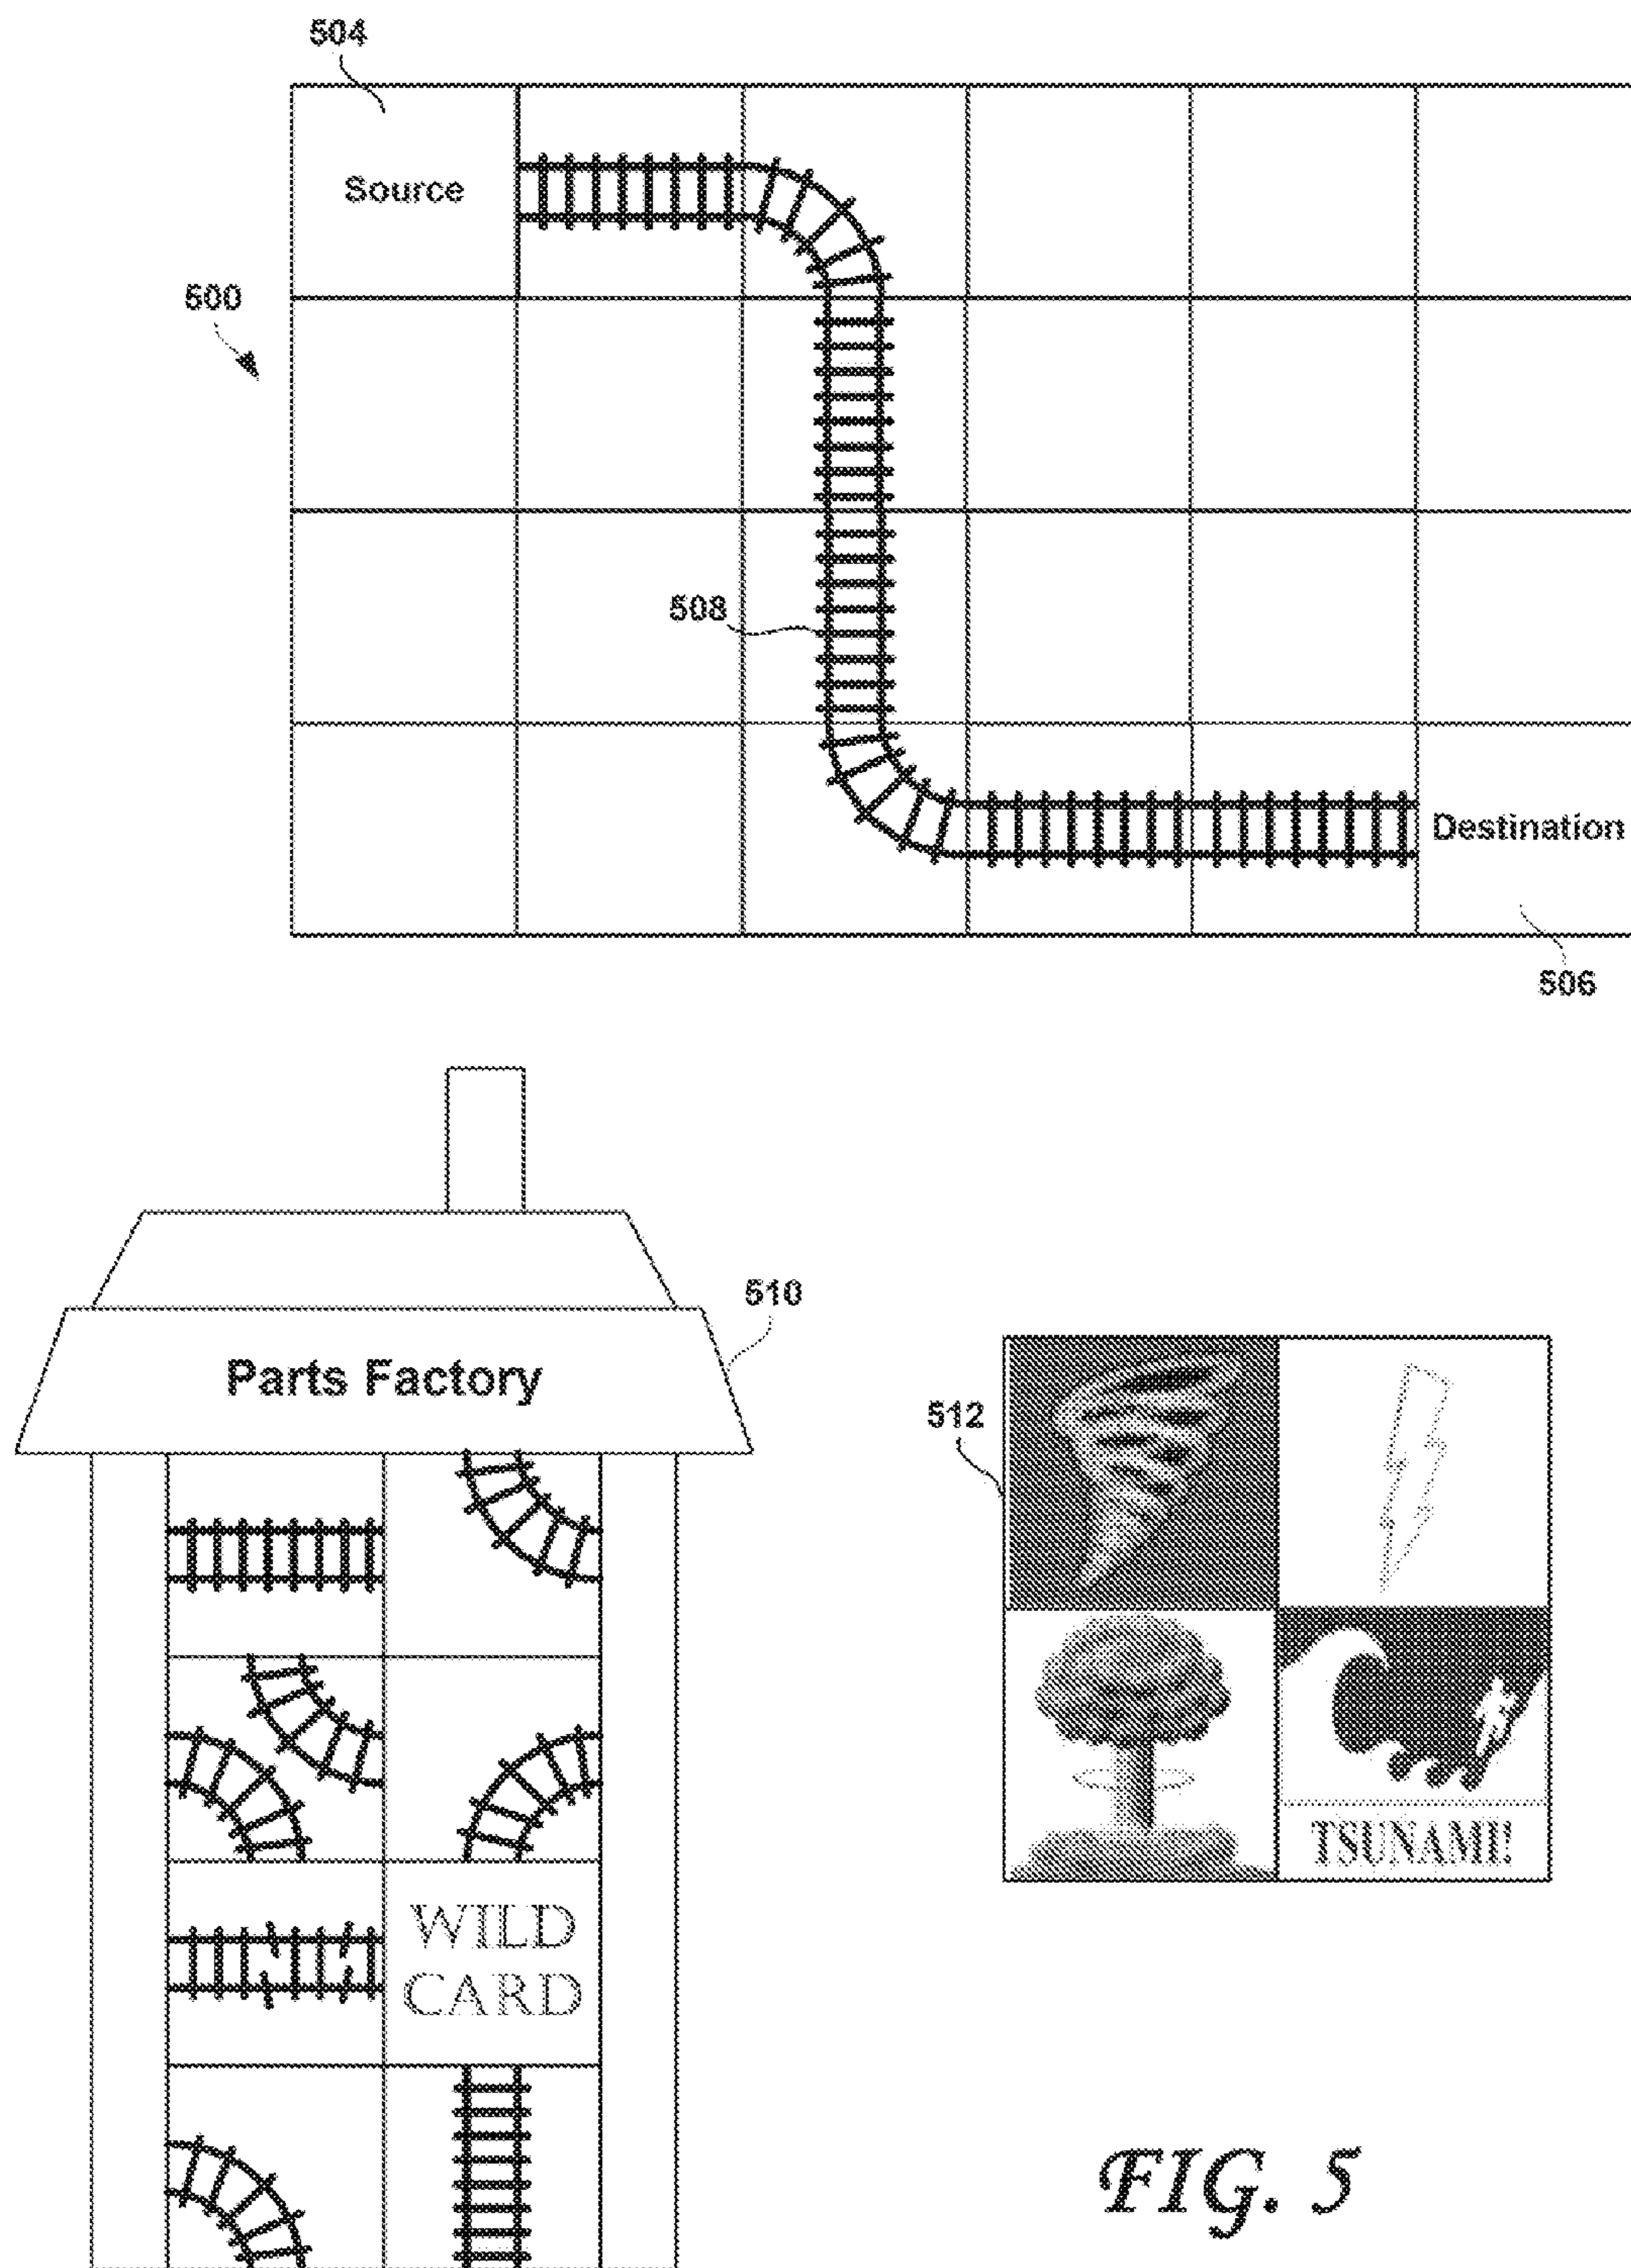 504
Source
500
508
Destination
506
510
Parts Factory
512
WILD
CARD
TSUNAMI!
FIG. 5